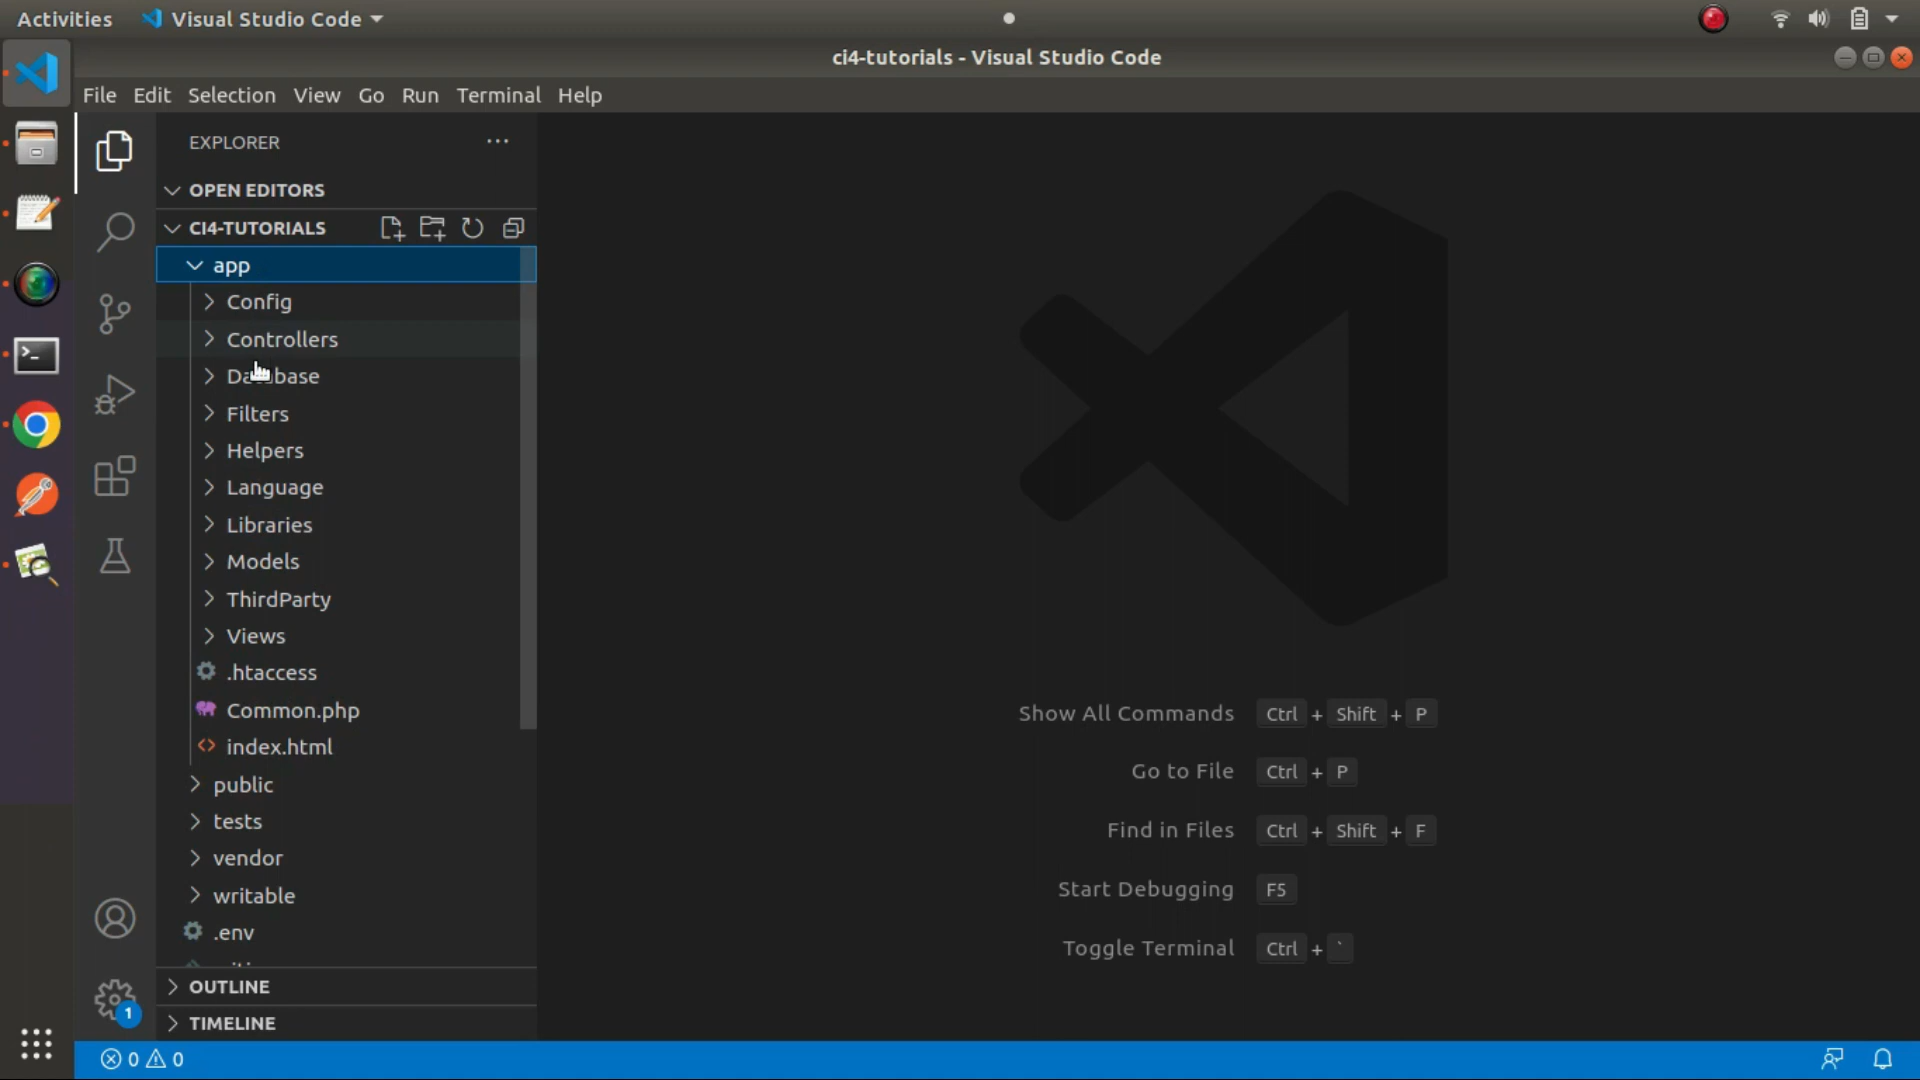 Activities
Visual Studio Code
ci4-tutorials - Visual Studio Code
File Edit Selection View Go Run Terminal Help
EXPLORER
OPEN EDITORS
CI4-TUTORIALS
app
Config
Controllers
Database
Filters
Helpers
Language
Libraries
Models
ThirdParty
Views
.htaccess
Common.php
index.html
public
tests
vendor
writable
.env
OUTLINE
TIMELINE
Show All Commands Ctrl + Shift + P
Go to File Ctrl + P
Find in Files Ctrl + Shift + F
Start Debugging F5
Toggle Terminal Ctrl + `
1
0 0